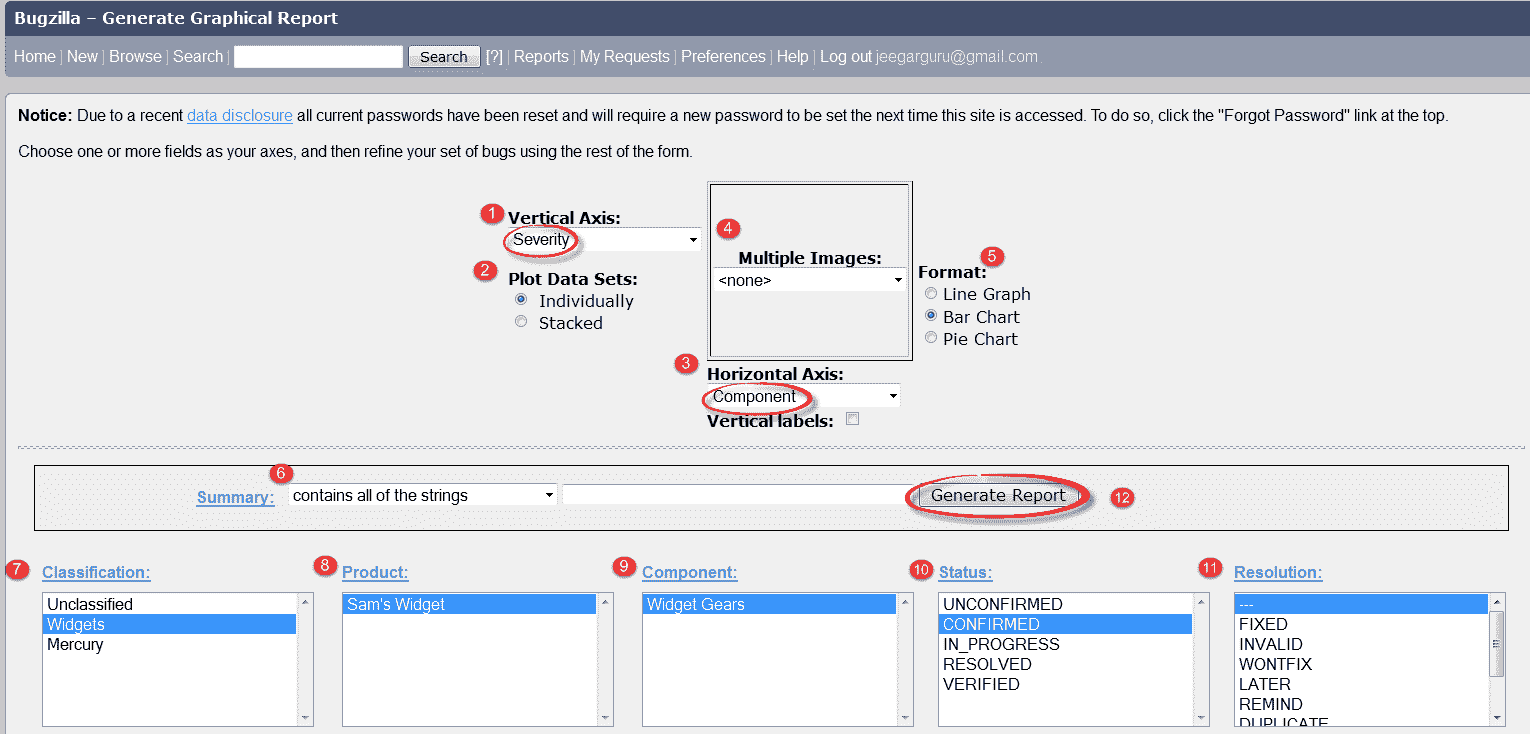 Bugzilla – Generate Graphical Report
Home | New | Browse | Search | Search [?] | Reports | My Requests | Preferences | Help | Log out jeegarguru@gmail.com
Notice: Due to a recent data disclosure all current passwords have been reset and will require a new password to be set the next time this site is accessed. To do so, click the "Forgot Password" link at the top.
Choose one or more fields as your axes, and then refine your set of bugs using the rest of the form.
1 Vertical Axis:
Severity
2 Plot Data Sets:
Individually
Stacked
4
Multiple Images:
<none>
5
Format:
Line Graph
Bar Chart
Pie Chart
3
Horizontal Axis:
Component
Vertical labels:
6
Summary: contains all of the strings Generate Report 12
7 Classification:
Unclassified
Widgets
Mercury
8 Product:
Sam's Widget
9 Component:
Widget Gears
10 Status:
UNCONFIRMED
CONFIRMED
IN_PROGRESS
RESOLVED
VERIFIED
11 Resolution:
---
FIXED
INVALID
WONTFIX
LATER
REMIND
DUPLICATE